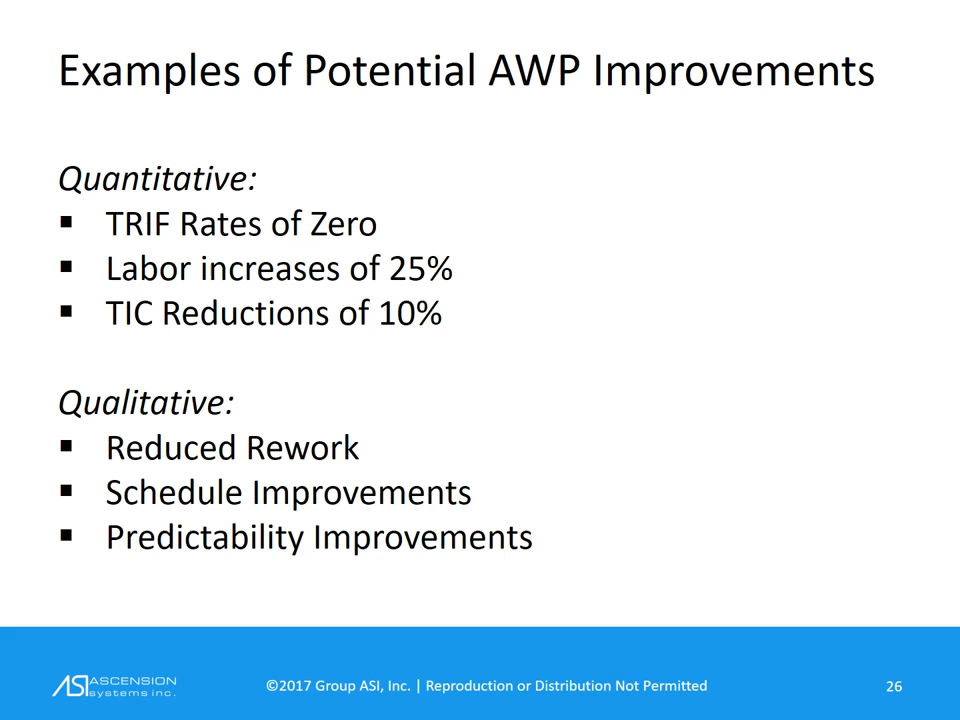 Examples of Potential AWP Improvements
Quantitative:
▪ TRIF Rates of Zero
▪ Labor increases of 25%
▪ TIC Reductions of 10%
Qualitative:
▪ Reduced Rework
▪ Schedule Improvements
▪ Predictability Improvements
ASI ASCENSION
systems inc.
©2017 Group ASI, Inc. | Reproduction or Distribution Not Permitted
26